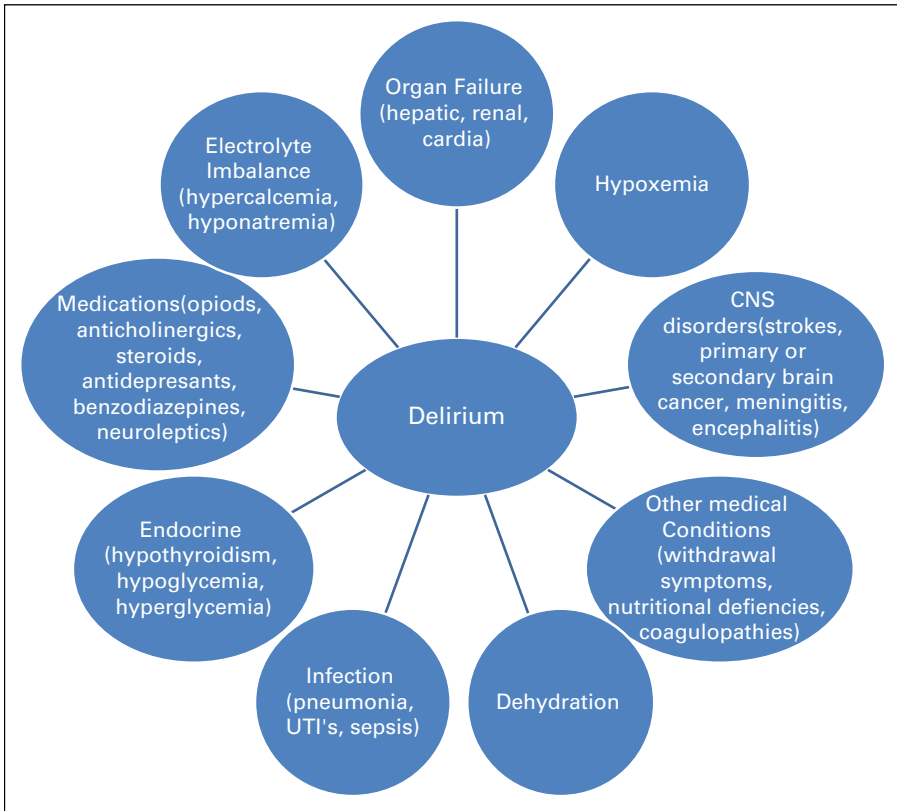 Organ Failure
(hepatic, renal,
cardia)
Hypoxemia
CNS
disorders(strokes,
primary or
secondary brain
cancer, meningitis,
encephalitis)
Other medical
Conditions
(withdrawal
symptoms,
nutritional defiencies,
coagulopathies)
Dehydration
Infection
(pneumonia,
UTI's, sepsis)
Endocrine
(hypothyroidism,
hypoglycemia,
hyperglycemia)
Medications(opiods,
anticholinergics,
steroids,
antidepresants,
benzodiazepines,
neuroleptics)
Electrolyte
Imbalance
(hypercalcemia,
hyponatremia)
Delirium